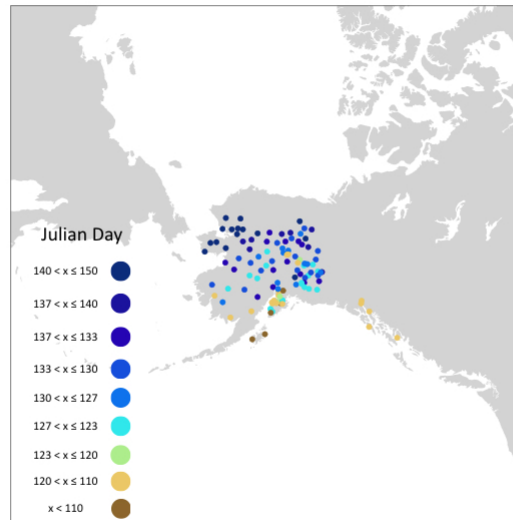 Julian Day
140 < x ≤ 150
137 < x ≤ 140
137 < x ≤ 133
133 < x ≤ 130
130 < x ≤ 127
127 < x ≤ 123
123 < x ≤ 120
120 < x ≤ 110
x < 110